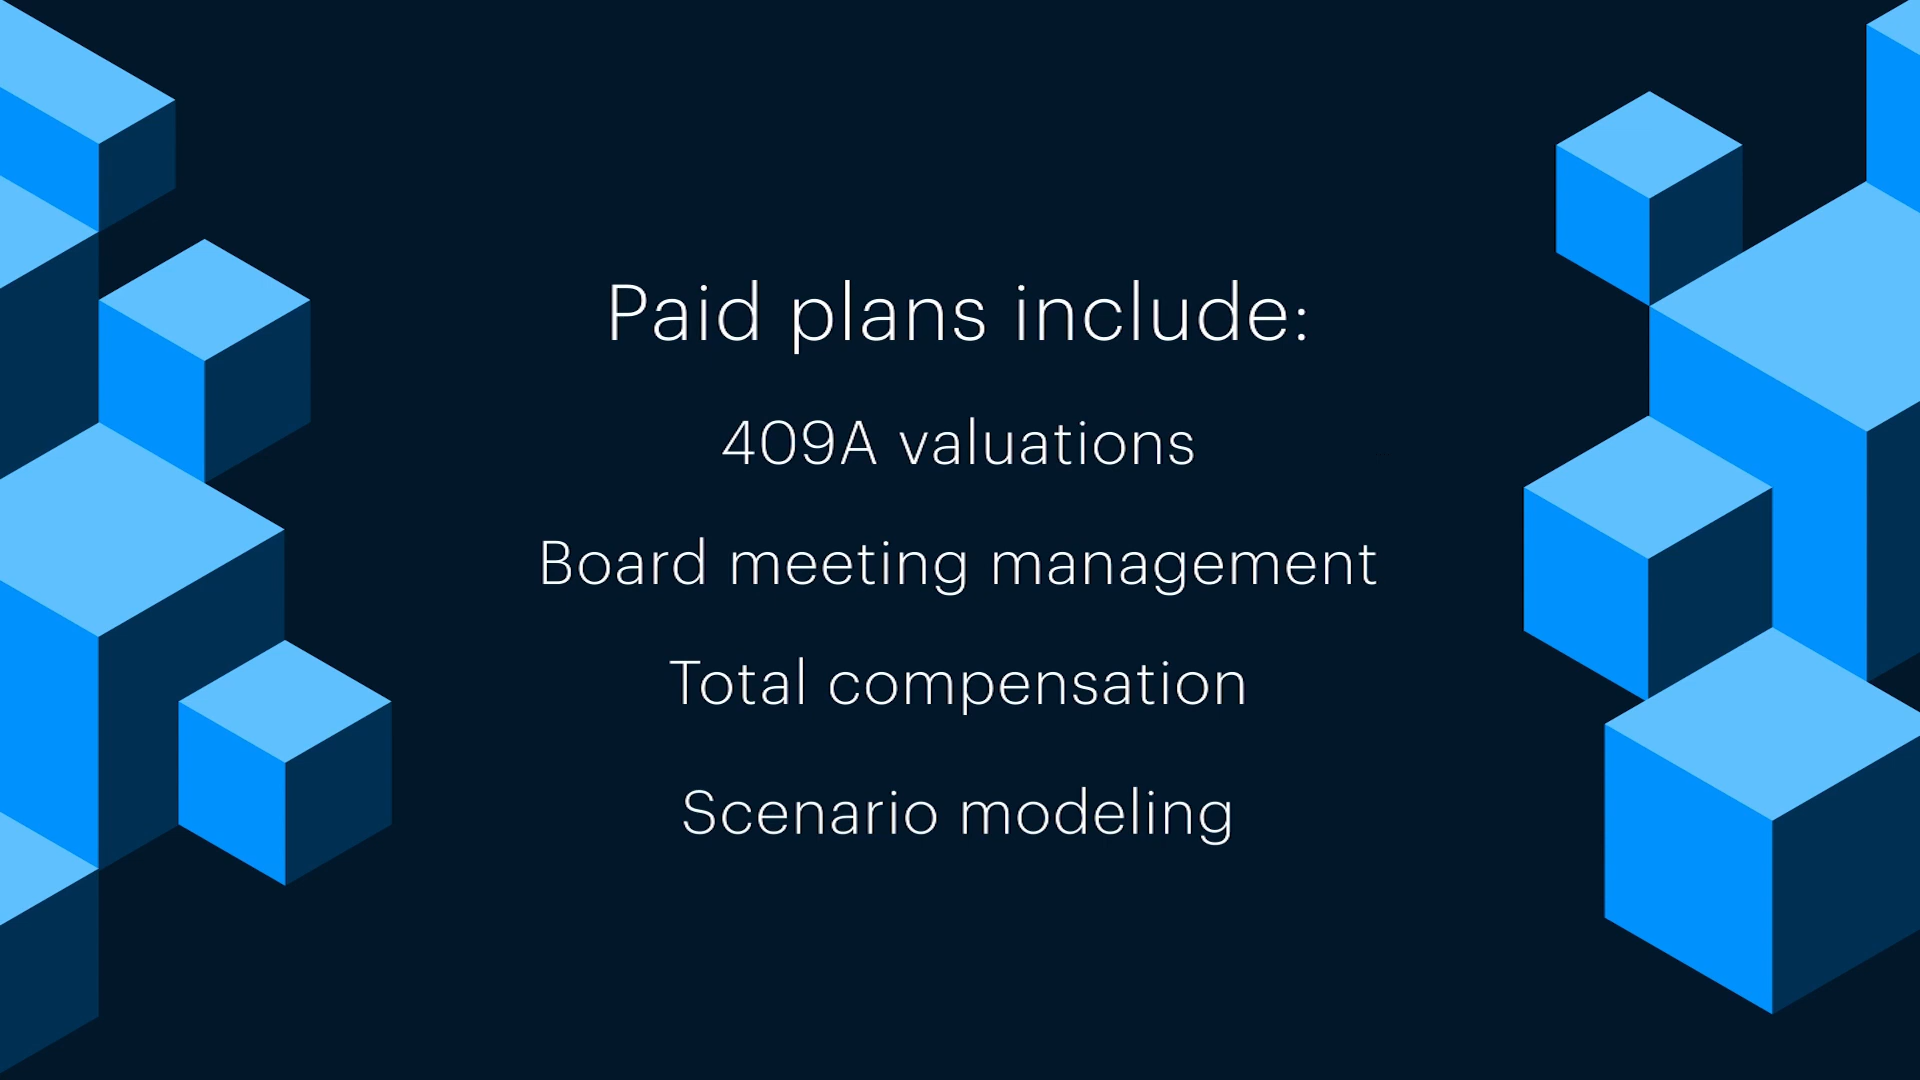 Paid plans include:
409A valuations
Board meeting management
Total compensation
Scenario modeling